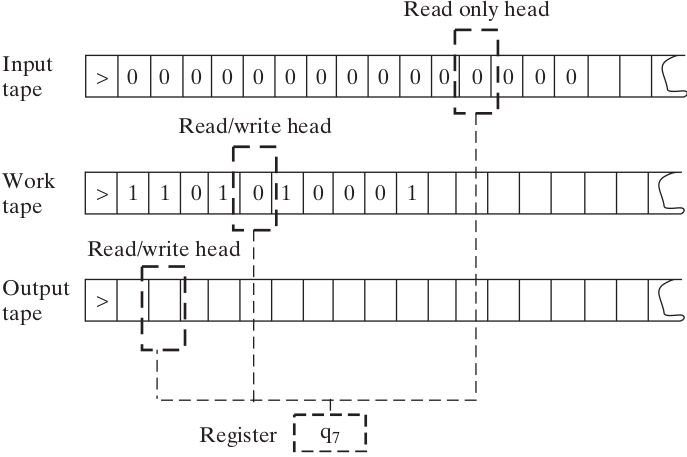 Read only head
Input
tape
> 0 0 0 0 0 0 0 0 0 0 0 0 0 0 0
Read/write head
Work
tape
> 1 1 0 1 0 1 0 0 0 1
Read/write head
Output
tape
>
Register q₇